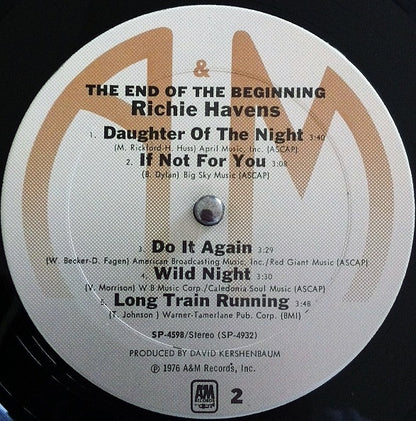 &
THE END OF THE BEGINNING
Richie Havens
1. Daughter Of The Night 3:40
(M. Rickford-H. Huss) April Music, Inc. (ASCAP)
2. If Not For You 3:08
(B. Dylan) Big Sky Music (ASCAP)
3. Do It Again 3:29
(W. Becker-D. Fagen) American Broadcasting Music, Inc./Red Giant Music (ASCAP)
4. Wild Night 3:30
(V. Morrison) W B Music Corp./Caledonia Soul Music (ASCAP)
5. Long Train Running 3:48
(T. Johnson ) Warner-Tamerlane Pub. Corp. (BMI)
SP-4598/Stereo (SP-4932)
PRODUCED BY DAVID KERSHENBAUM
℗ 1976 A&M Records, Inc.
A&M
RECORDS
2